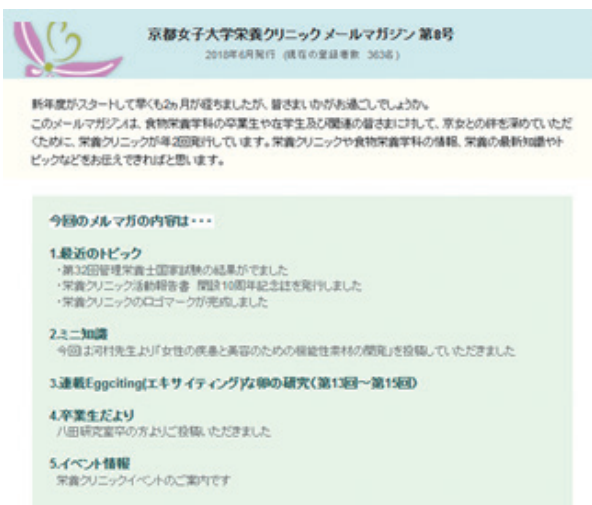 京都女子大学栄養クリニック メールマガジン 第8号
2018年6月発行 (現在の登録者数 363名)
新年度がスタートして早くも2ヵ月が経ちましたが、皆さまいかがお過ごしでしょうか。
このメールマガジンは、食物栄養学科の卒業生や在学生及び関連の皆さまに対して、京女との絆を深めていただ
くために、栄養クリニックが年2回発行しています。栄養クリニックや食物栄養学科の情報、栄養の最新知識やト
ピックなどをお伝えできればと思います。
今回のメルマガの内容は・・・
1.最近のトピック
・第32回管理栄養士国家試験の結果がでました
・栄養クリニック活動報告書 開設10周年記念誌を発行しました
・栄養クリニックのロゴマークが完成しました
2.ミニ知識
今回は河村先生より「女性の疾患と美容のための機能性素材の開発」を投稿していただきました
3.連載Eggciting(エキサイティング)な卵の研究(第13回～第15回)
4.卒業生だより
八田研究室卒の方よりご投稿いただきました
5.イベント情報
栄養クリニックイベントのご案内です